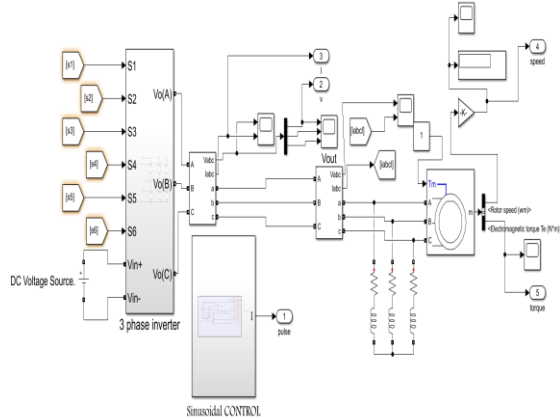 [s1]
[s2]
[s3]
[s4]
[s5]
[s6]
S1
S2
S3
S4
S5
S6
Vin+
Vin-
Vo(A)
Vo(B)
Vo(C)
DC Voltage Source.
3 phase inverter
A
B
C
Vabc
Iabc
a
b
c
3
I
2
v
Vout
A
B
C
Vabc
Iabc
a
b
c
[Iabc]
[Iabc]
1
Tm
A
B
C
m
-K-
4
speed
<Rotor speed (wm)>
<Electromagnetic torque Te (N*m)>
5
torque
1
1
pulse
Simusoidal CONTROL